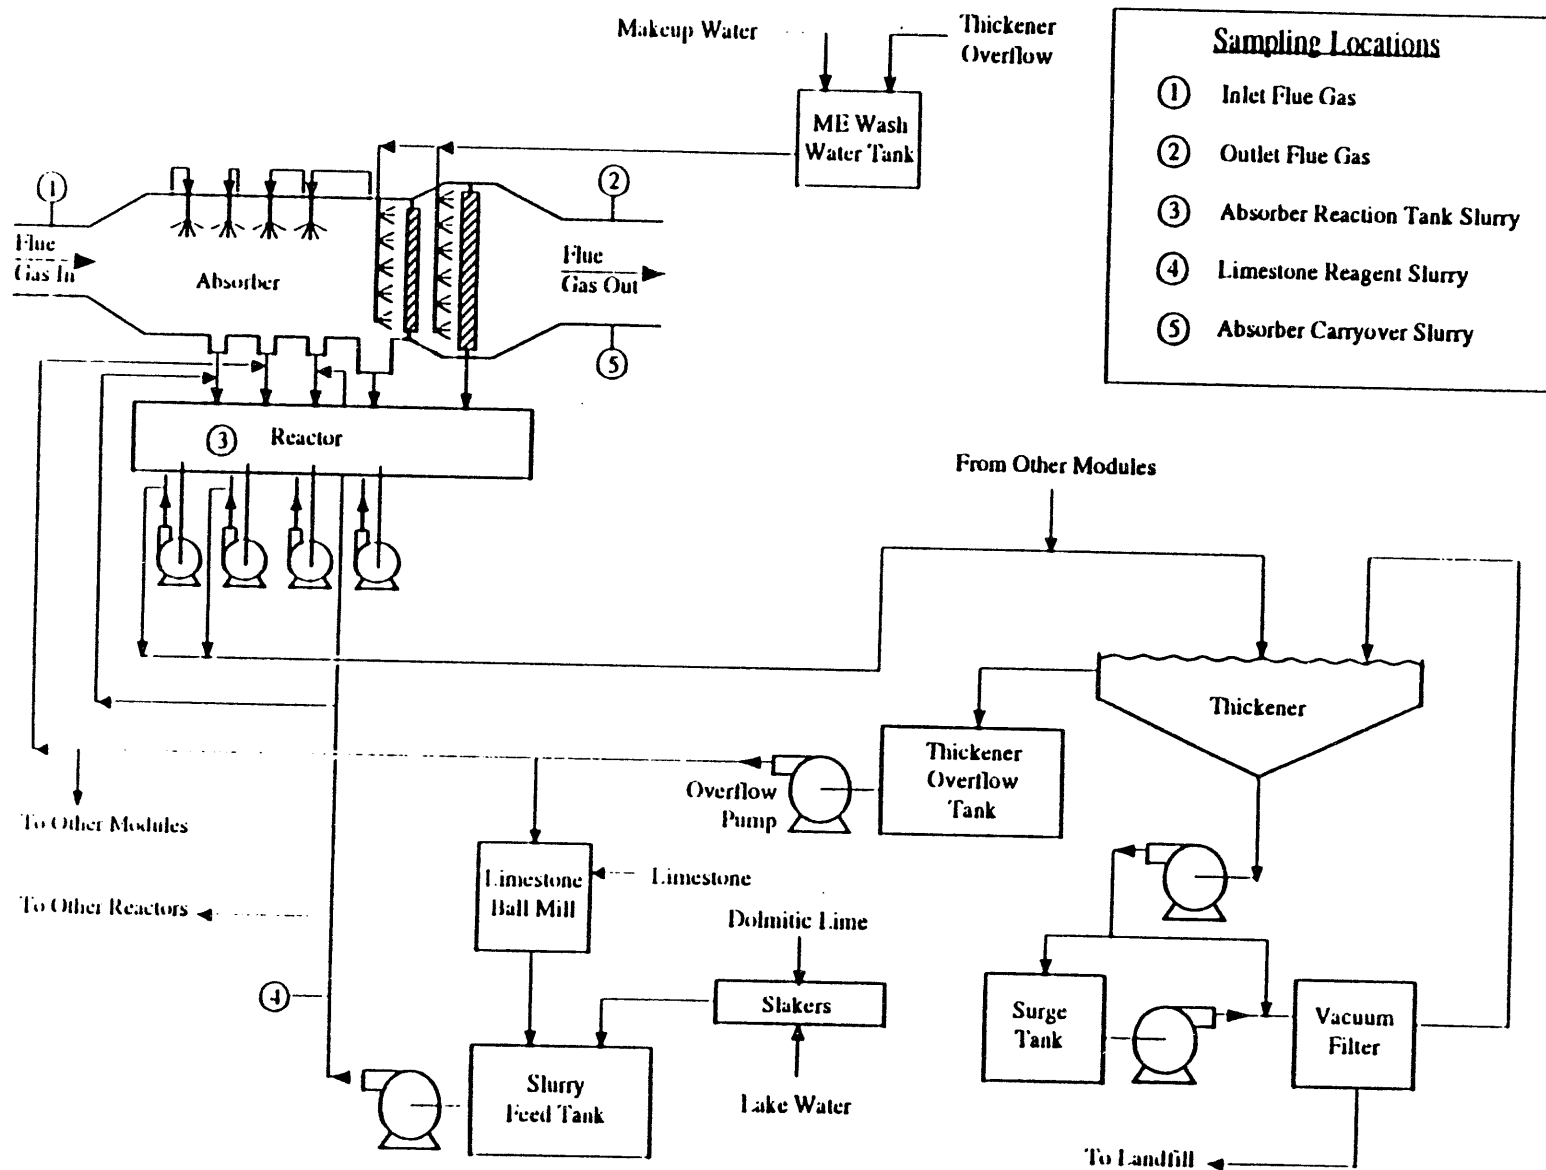 Makeup Water
Thickener
Overflow
ME Wash
Water Tank
Sampling Locations
1 Inlet Flue Gas
2 Outlet Flue Gas
3 Absorber Reaction Tank Slurry
4 Limestone Reagent Slurry
5 Absorber Carryover Slurry
1
2
Flue
Gas In
Absorber
Flue
Gas Out
5
3 Reactor
From Other Modules
Thickener
Thickener
Overflow
Tank
Overflow
Pump
To Other Modules
Limestone
Ball Mill
Limestone
To Other Reactors
Dolmitic Lime
4
Slakers
Surge
Tank
Vacuum
Filter
Slurry
Feed Tank
Lake Water
To Landfill